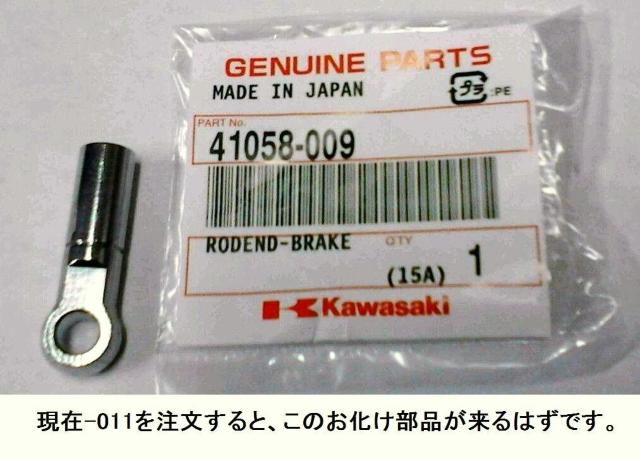 GENUINE PARTS
MADE IN JAPAN
プラ :PE
PART No.
41058-009
RODEND-BRAKE
QTY
(15A) 1
Kawasaki
現在-011を注文すると、このお化け部品が来るはずです。